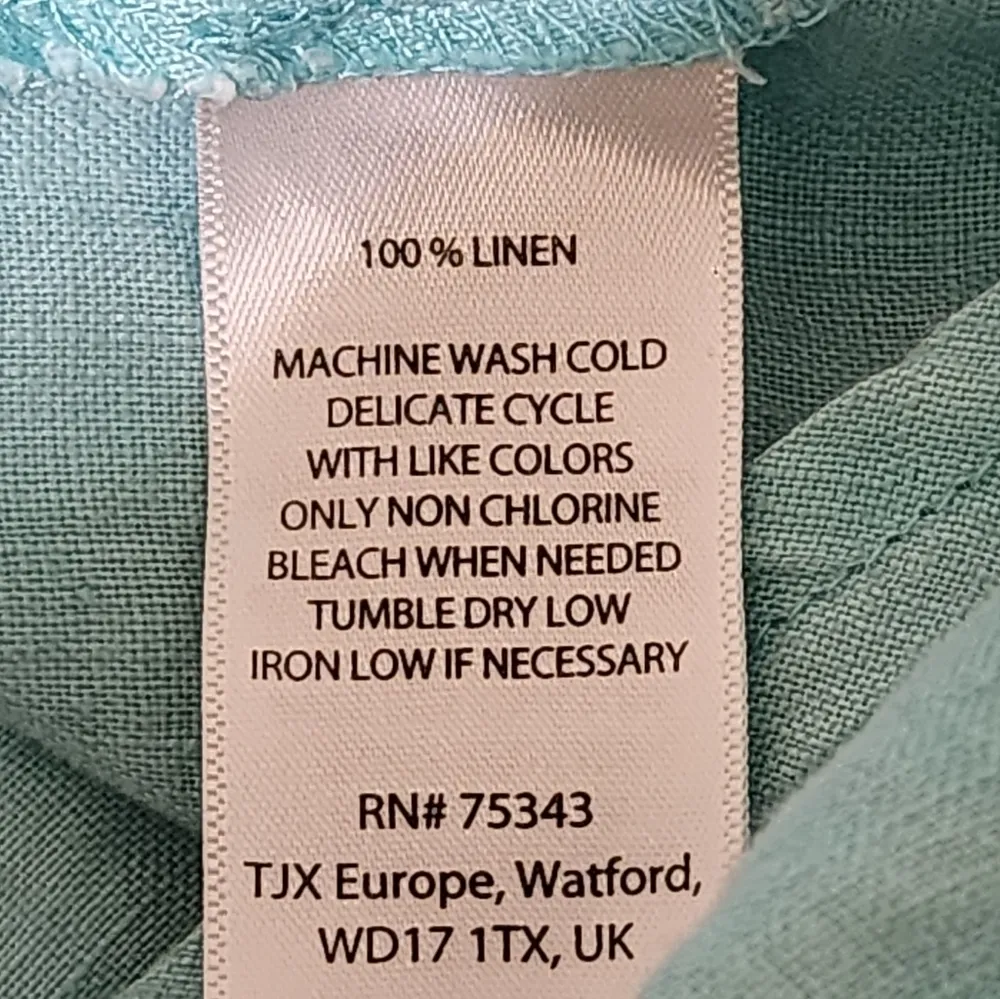 100 % LINEN
MACHINE WASH COLD
DELICATE CYCLE
WITH LIKE COLORS
ONLY NON CHLORINE
BLEACH WHEN NEEDED
TUMBLE DRY LOW
IRON LOW IF NECESSARY
RN# 75343
TJX Europe, Watford,
WD17 1TX, UK